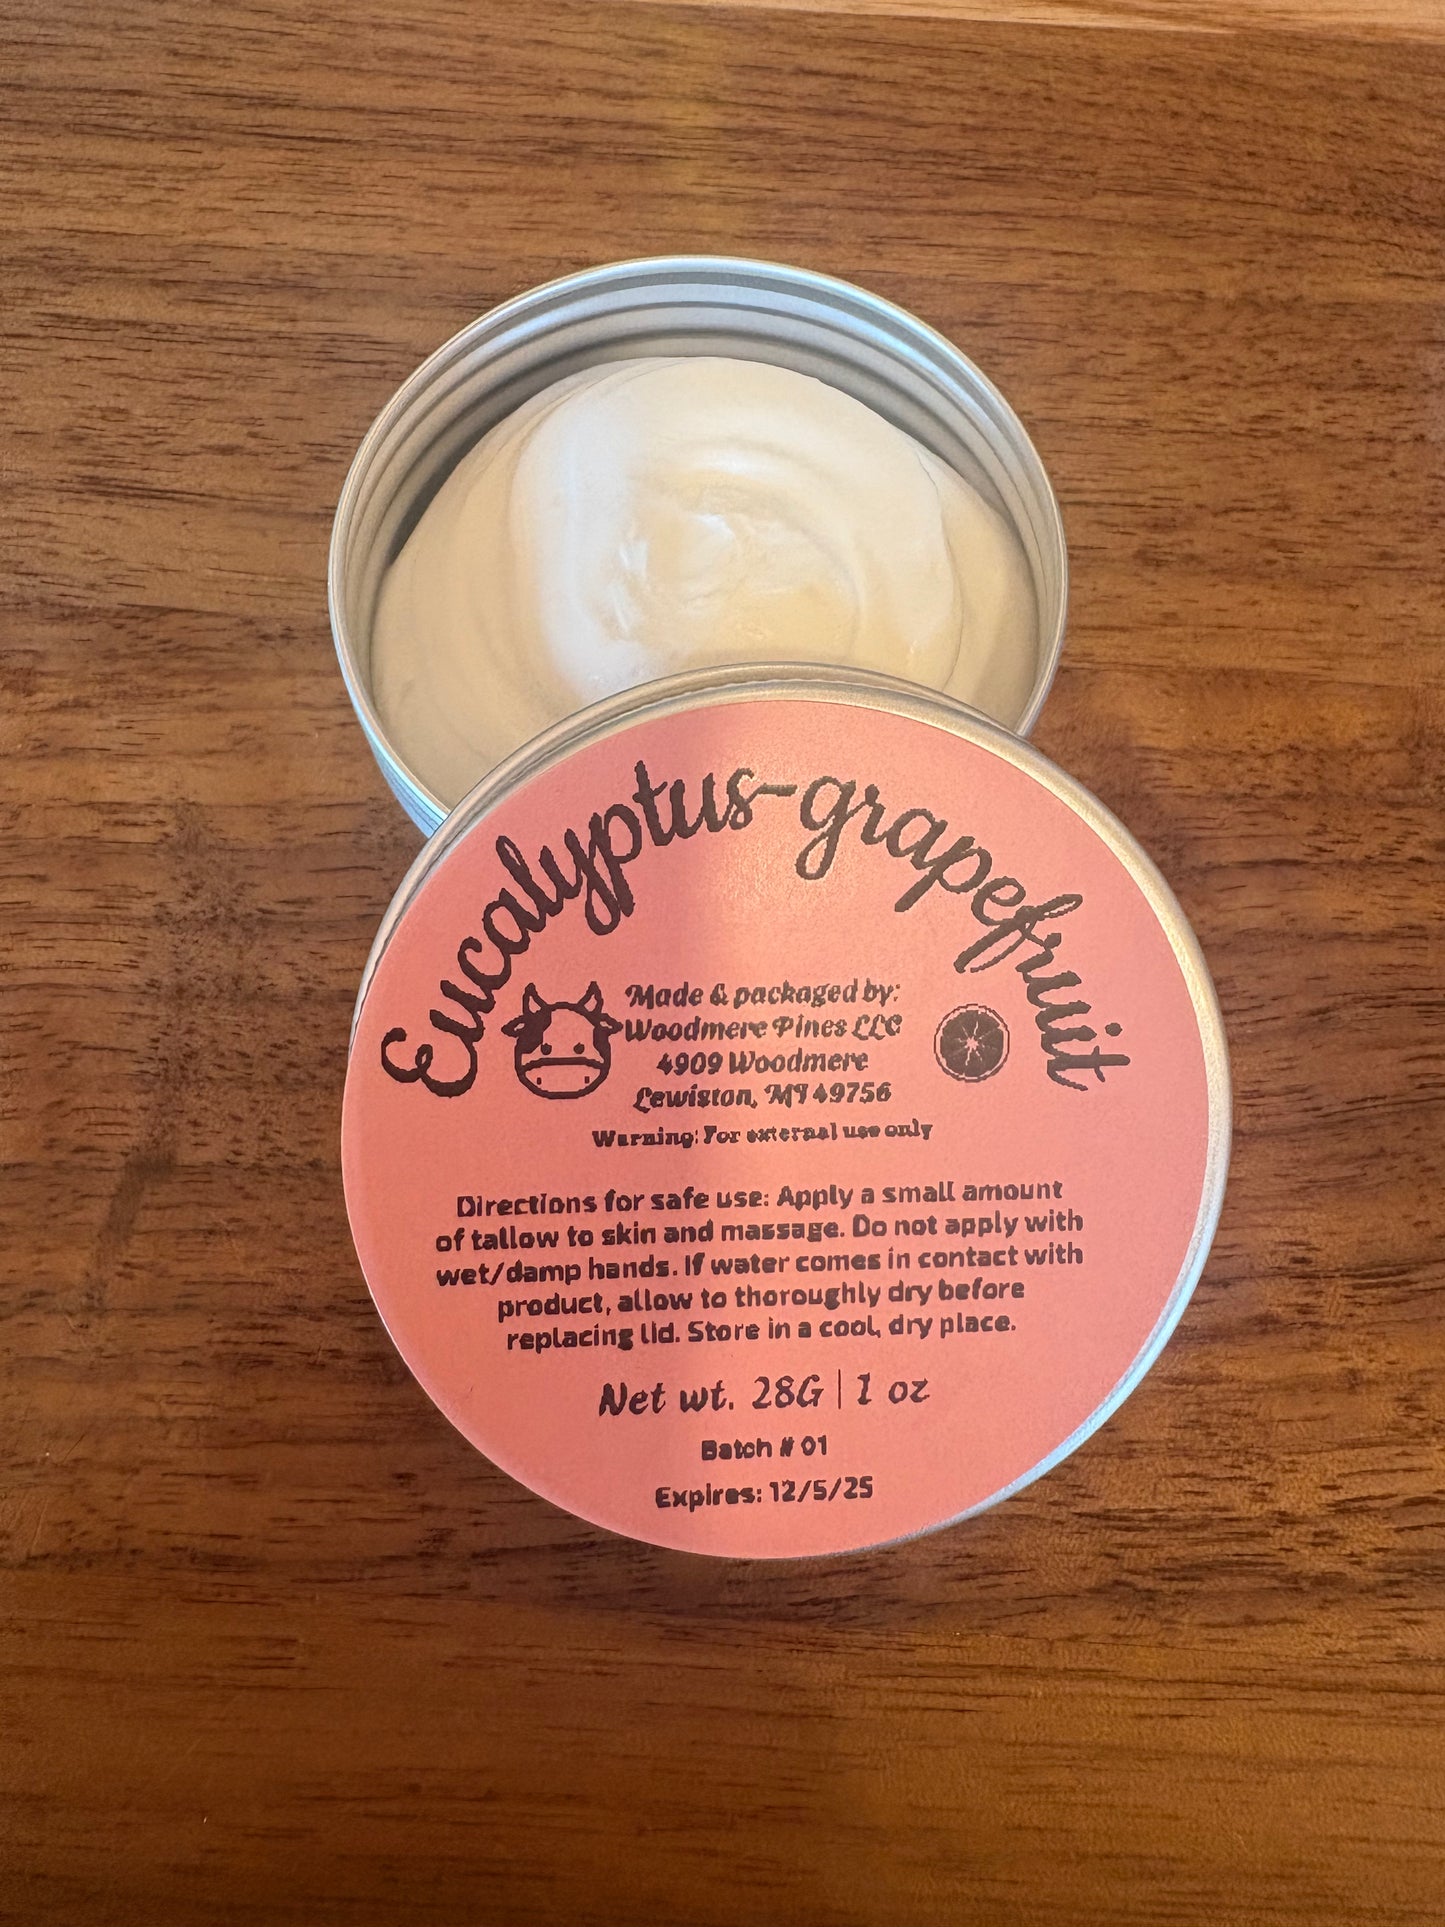 Eucalyptus-grapefruit
Made & packaged by:
Woodmere Pines LLC
4909 Woodmere
Lewiston, MI 49756
Warning: For external use only
Directions for safe use: Apply a small amount
of tallow to skin and massage. Do not apply with
wet/damp hands. If water comes in contact with
product, allow to thoroughly dry before
replacing lid. Store in a cool, dry place.
Net wt. 28G | 1 oz
Batch # 01
Expires: 12/5/25